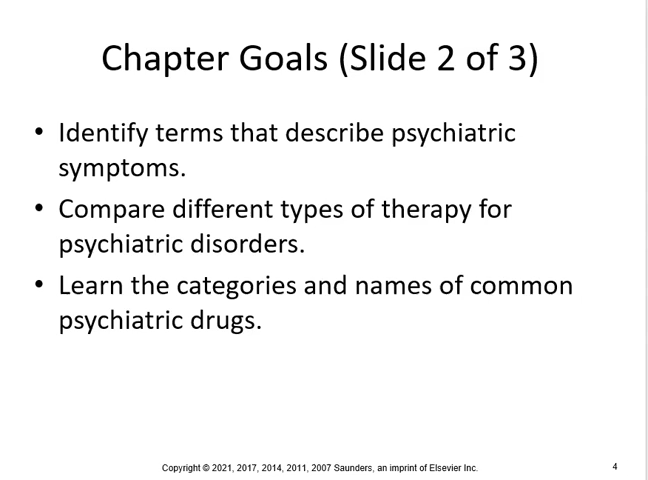 Chapter Goals (Slide 2 of 3)
• Identify terms that describe psychiatric
symptoms.
• Compare different types of therapy for
psychiatric disorders.
• Learn the categories and names of common
psychiatric drugs.
Copyright © 2021, 2017, 2014, 2011, 2007 Saunders, an imprint of Elsevier Inc.
4